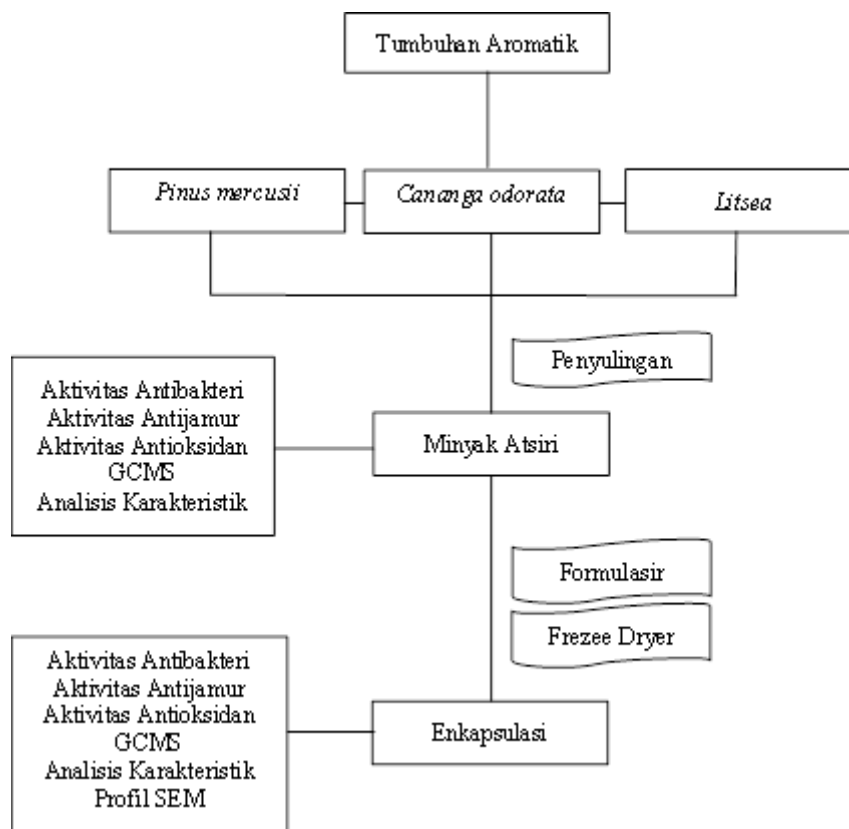 Tumbuhan Aromatik
Pinus mercusii
Cananga odorata
Litsea
Penyulingan
Aktivitas Antibakteri
Aktivitas Antijamur
Aktivitas Antioksidan
GCMS
Analisis Karakteristik
Minyak Atsiri
Formulasir
Frezee Dryer
Aktivitas Antibakteri
Aktivitas Antijamur
Aktivitas Antioksidan
GCMS
Analisis Karakteristik
Profil SEM
Enkapsulasi